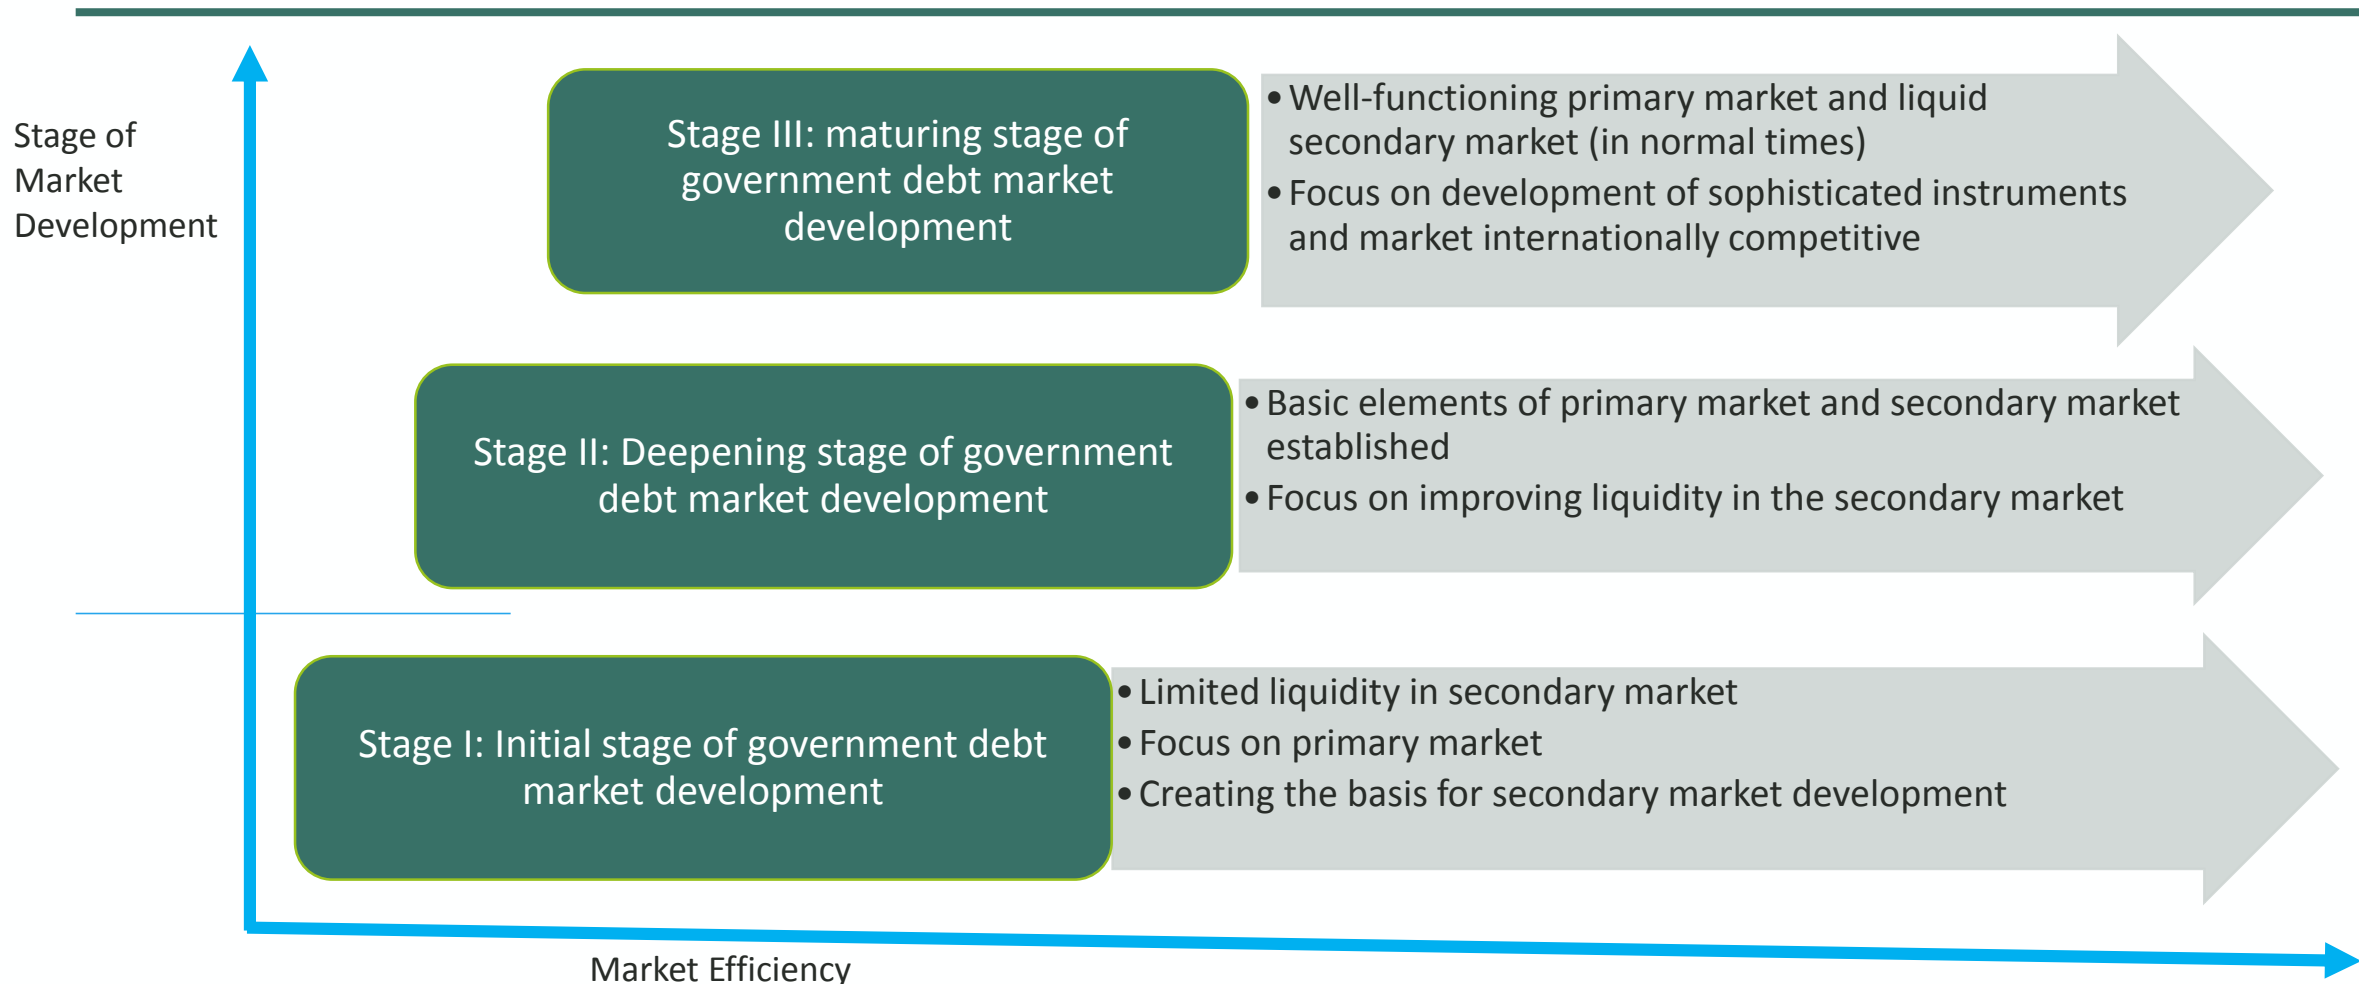 Stage of
Market
Development
Stage III: maturing stage of
government debt market
development
•Well-functioning primary market and liquid
secondary market (in normal times)
•Focus on development of sophisticated instruments
and market internationally competitive
Stage II: Deepening stage of government
debt market development
•Basic elements of primary market and secondary market
established
•Focus on improving liquidity in the secondary market
Stage I: Initial stage of government debt
market development
•Limited liquidity in secondary market
•Focus on primary market
•Creating the basis for secondary market development
Market Efficiency